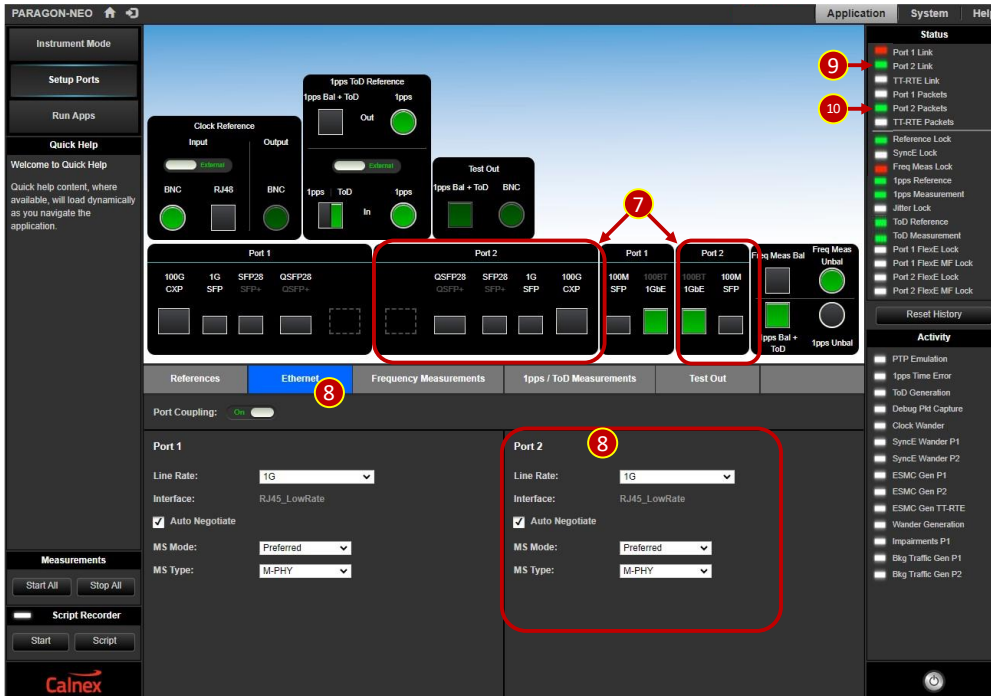 PARAGON-NEO
Application System Help
Instrument Mode
Setup Ports
Run Apps
Quick Help
Welcome to Quick Help
Quick help content, where
available, will load dynamically
as you navigate the
application.
Measurements
Start All Stop All
Script Recorder
Start Script
Calnex
Clock Reference
Input Output
External
BNC RJ48 BNC
1pps ToD Reference
1pps Bal + ToD 1pps
Out
External
1pps ToD 1pps
In
Test Out
1pps Bal + ToD BNC
7
Port 1
100G 1G SFP28 QSFP28
CXP SFP SFP+ QSFP+
Port 2
QSFP28 SFP28 1G 100G
QSFP+ SFP+ SFP CXP
Port 1
100M 100BT
SFP 1GbE
Port 2
100BT 100M
1GbE SFP
Freq Meas Bal
Freq Meas
Unbal
1pps Bal +
ToD
1pps Unbal
References Ethernet Frequency Measurements 1pps / ToD Measurements Test Out
8
Port Coupling: On
Port 1
Line Rate: 1G
Interface: RJ45_LowRate
Auto Negotiate
MS Mode: Preferred
MS Type: M-PHY
Port 2
8
Line Rate: 1G
Interface: RJ45_LowRate
Auto Negotiate
MS Mode: Preferred
MS Type: M-PHY
9
10
Status
Port 1 Link
Port 2 Link
TT-RTE Link
Port 1 Packets
Port 2 Packets
TT-RTE Packets
Reference Lock
SyncE Lock
Freq Meas Lock
1pps Reference
1pps Measurement
Jitter Lock
ToD Reference
ToD Measurement
Port 1 FlexE Lock
Port 1 FlexE MF Lock
Port 2 FlexE Lock
Port 2 FlexE MF Lock
Reset History
Activity
PTP Emulation
1pps Time Error
ToD Generation
Debug Pkt Capture
Clock Wander
SyncE Wander P1
SyncE Wander P2
ESMC Gen P1
ESMC Gen P2
ESMC Gen TT-RTE
Wander Generation
Impairments P1
Bkg Traffic Gen P1
Bkg Traffic Gen P2